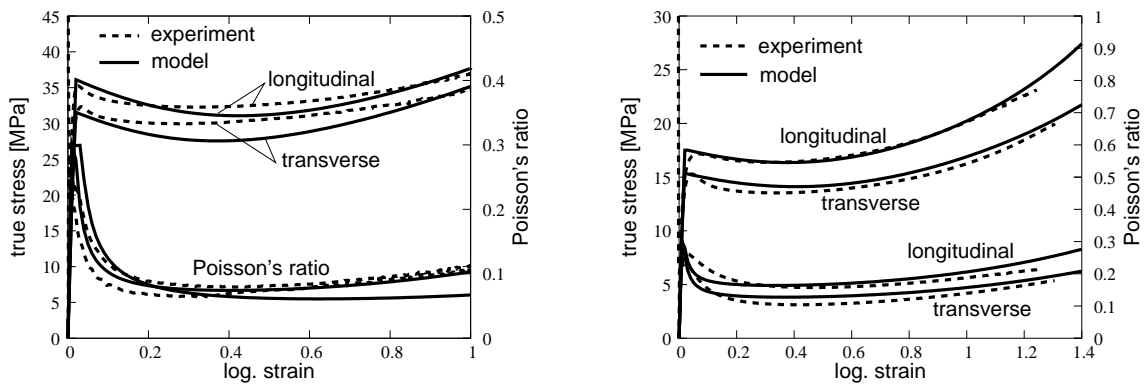 45
40
35
30
25
20
15
10
5
0
true stress [MPa]
experiment
model
longitudinal
transverse
Poisson's ratio
0.5
0.4
0.3
0.2
0.1
0
Poisson's ratio
0 0.2 0.4 0.6 0.8 1
log. strain
30
25
20
15
10
5
0
true stress [MPa]
experiment
model
longitudinal
transverse
longitudinal
transverse
1
0.9
0.8
0.7
0.6
0.5
0.4
0.3
0.2
0.1
0
Poisson's ratio
0 0.2 0.4 0.6 0.8 1 1.2 1.4
log. strain